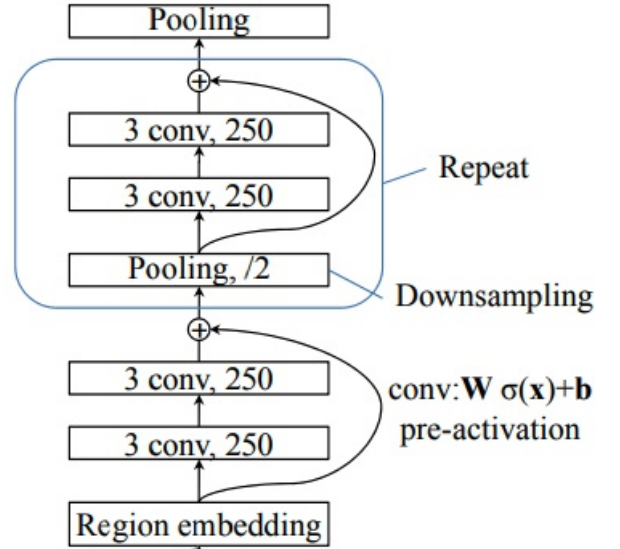 Pooling
+
3 conv, 250
3 conv, 250
Repeat
Pooling, /2
Downsampling
+
3 conv, 250
conv:W σ(x)+b
pre-activation
3 conv, 250
Region embedding